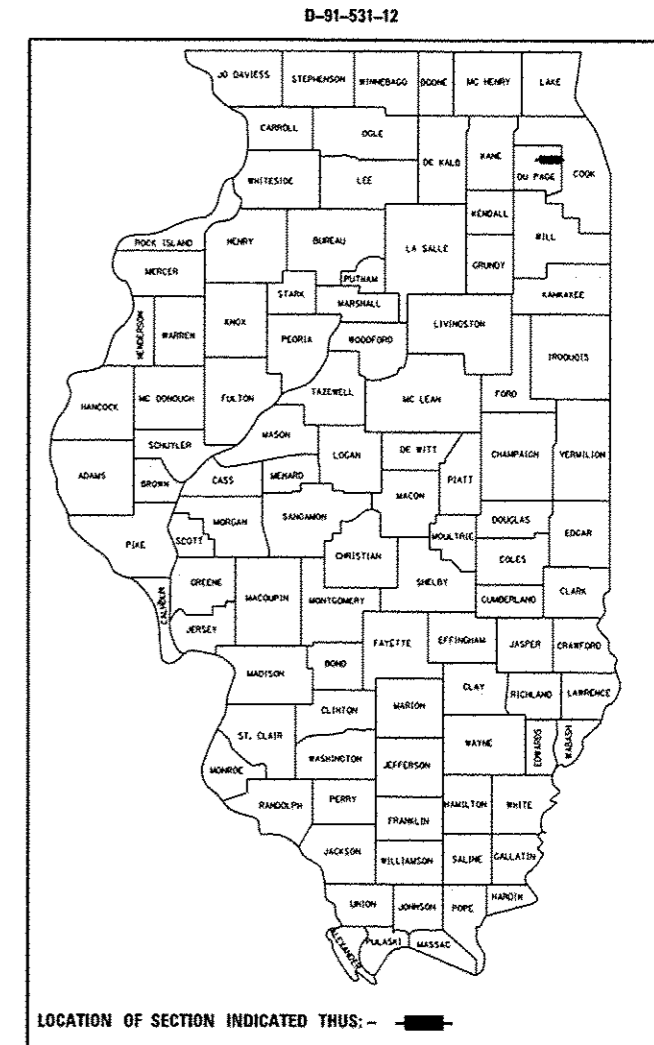 D-91-531-12
JO DAVIESS STEPHENSON WINNEBAGO BOONE MC HENRY LAKE
CARROLL OGLE
DE KALB KANE
DU PAGE COOK
WHITESIDE LEE
KENDALL WILL
ROCK ISLAND HENRY BUREAU LA SALLE
GRUNDY
MERCER PUTNAM
STARK MARSHALL KANKAKEE
HENDERSON WARREN KNOX PEORIA WOODFORD LIVINGSTON IROQUOIS
HANCOCK MC DONOUGH FULTON TAZEWELL MC LEAN FORD
MASON
SCHUYLER LOGAN DE WITT CHAMPAIGN VERMILION
ADAMS BROWN CASS MENARD PIATT
MACON
PIKE SCOTT MORGAN SANGAMON MOULTRIE DOUGLAS EDGAR
CHRISTIAN COLES
CALHOUN GREENE MACOUPIN MONTGOMERY SHELBY CUMBERLAND CLARK
JERSEY FAYETTE EFFINGHAM JASPER CRAWFORD
MADISON BOND
CLAY RICHLAND LAWRENCE
CLINTON MARION
ST. CLAIR WAYNE EDWARDS WABASH
MONROE WASHINGTON JEFFERSON
RANDOLPH PERRY HAMILTON WHITE
FRANKLIN
JACKSON WILLIAMSON SALINE GALLATIN
UNION JOHNSON POPE HARDIN
ALEXANDER PULASKI MASSAC
LOCATION OF SECTION INDICATED THUS: -